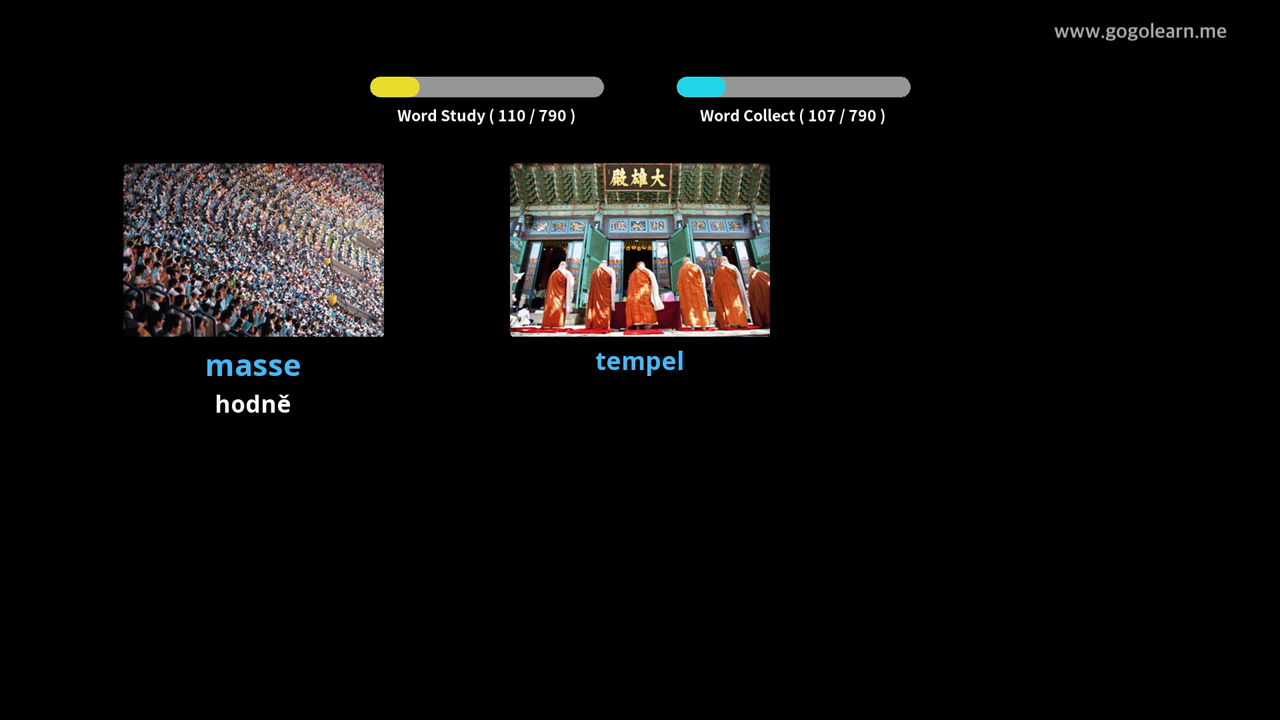 www.gogolearn.me
Word Study ( 110 / 790 )
Word Collect ( 107 / 790 )
殿雄大
masse
hodně
tempel